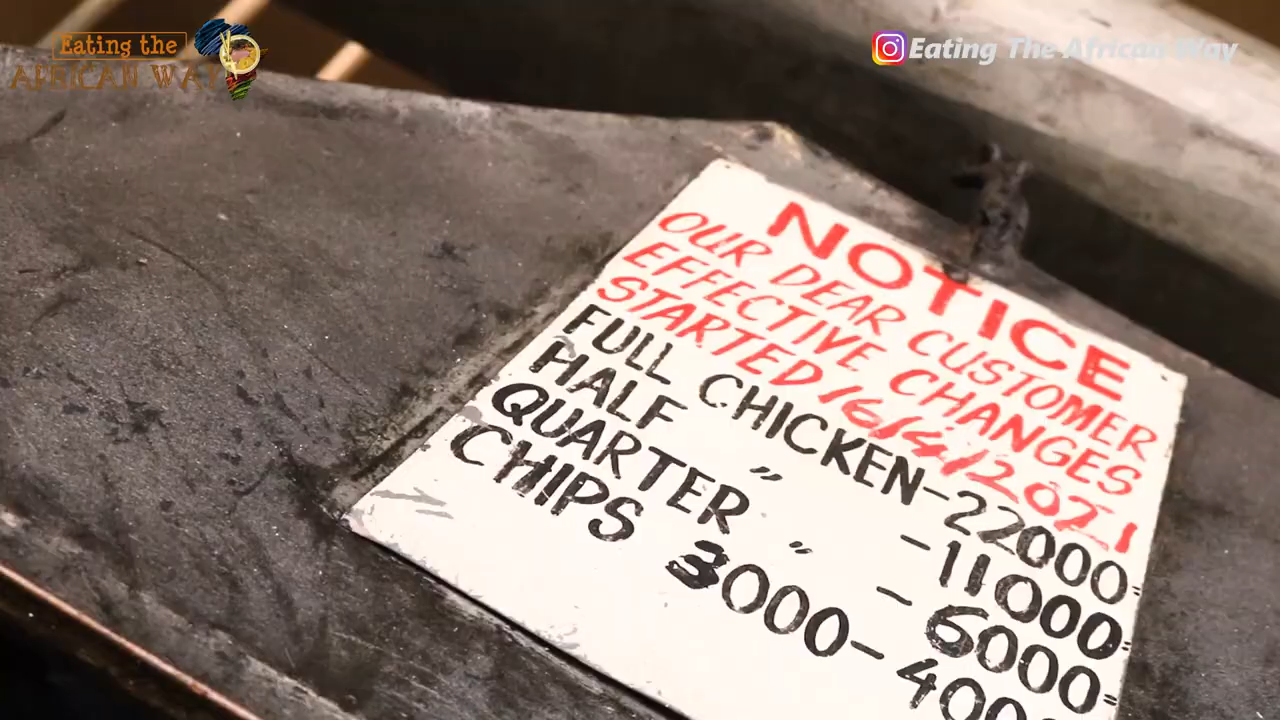 Eating the
AFRICAN WAY
Eating The African Way
NOTICE
OUR DEAR CUSTOMER
EFFECTIVE CHANGES
STARTED 16/4/2021
FULL CHICKEN-22000=
HALF " -11000=
QUARTER " -6000=
CHIPS 3000-400